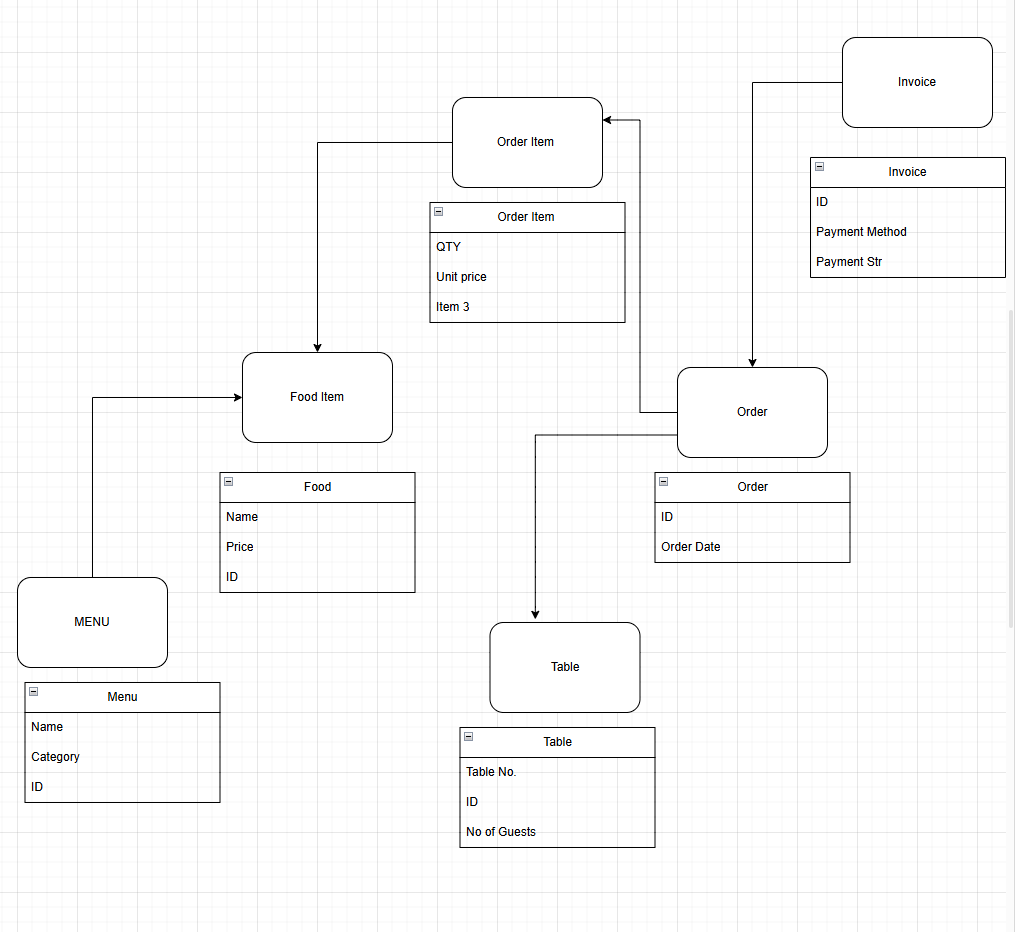 Invoice
Order Item
Invoice
ID
Payment Method
Payment Str
Order Item
QTY
Unit price
Item 3
Food Item
Order
Food
Name
Price
ID
Order
ID
Order Date
MENU
Menu
Name
Category
ID
Table
Table
Table No.
ID
No of Guests